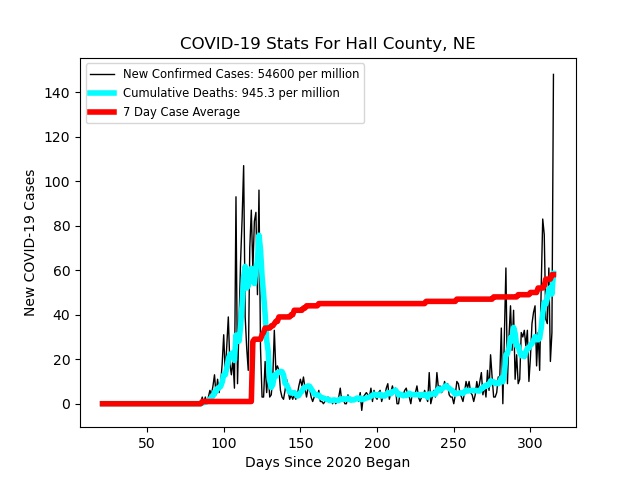 COVID-19 Stats For Hall County, NE
New Confirmed Cases: 54600 per million
Cumulative Deaths: 945.3 per million
7 Day Case Average
New COVID-19 Cases
140
120
100
80
60
40
20
0
50 100 150 200 250 300
Days Since 2020 Began